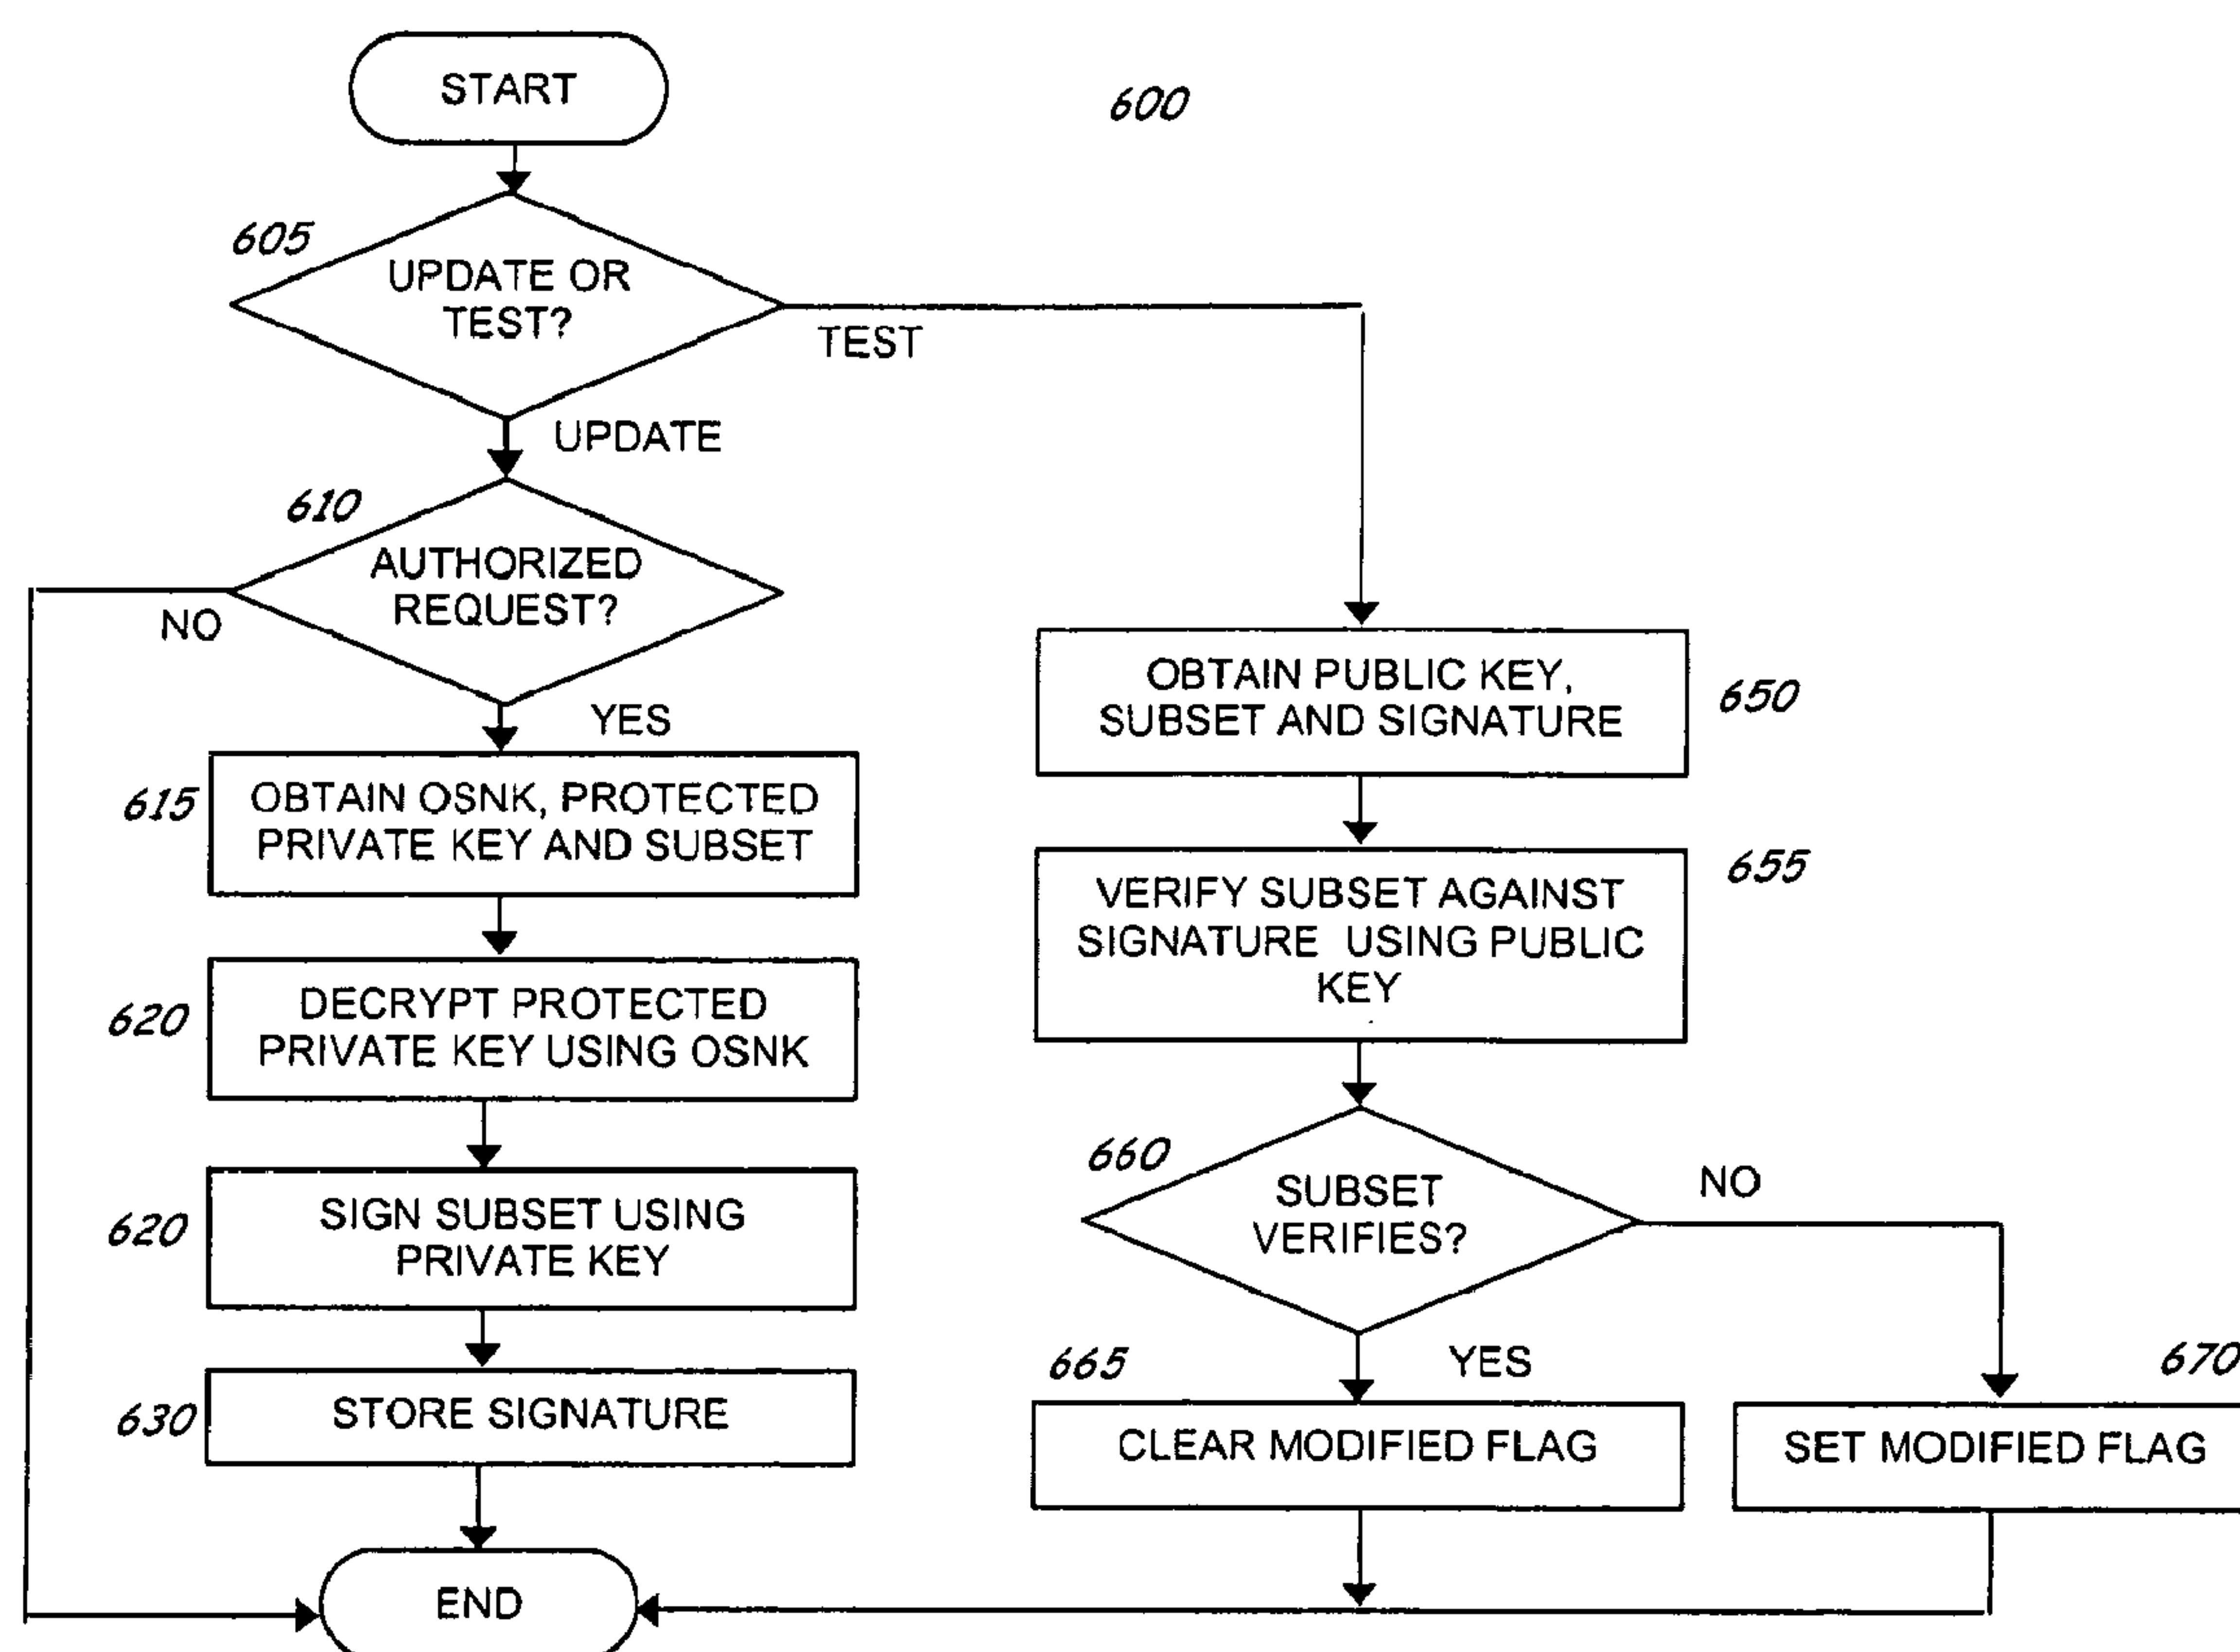 START
600
605
UPDATE OR
TEST?
TEST
UPDATE
610
AUTHORIZED
REQUEST?
NO
YES
615
OBTAIN OSNK, PROTECTED
PRIVATE KEY AND SUBSET
620
DECRYPT PROTECTED
PRIVATE KEY USING OSNK
620
SIGN SUBSET USING
PRIVATE KEY
630
STORE SIGNATURE
OBTAIN PUBLIC KEY,
SUBSET AND SIGNATURE
650
VERIFY SUBSET AGAINST
SIGNATURE USING PUBLIC
KEY
655
660
SUBSET
VERIFIES?
NO
YES
665
CLEAR MODIFIED FLAG
670
SET MODIFIED FLAG
END